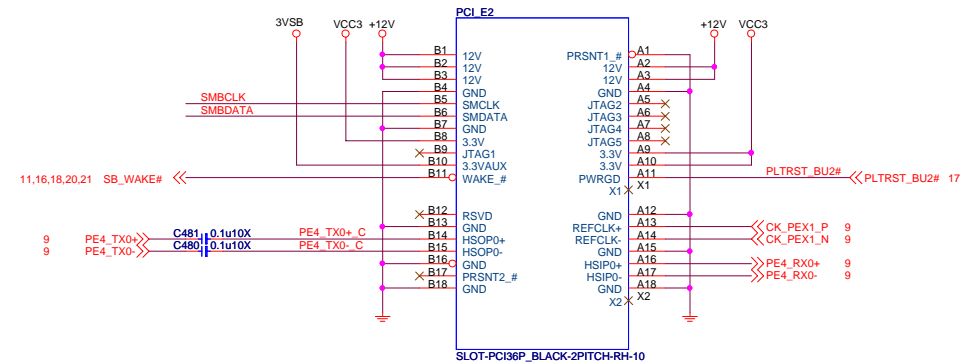 PCI_E2
3VSB VCC3 +12V +12V VCC3
B1 12V PRSNT1_# A1
B2 12V 12V A2
B3 12V 12V A3
B4 GND GND A4
SMBCLK B5 SMCLK JTAG2 A5
SMBDATA B6 SMDATA JTAG3 A6
B7 GND JTAG4 A7
B8 3.3V JTAG5 A8
B9 JTAG1 3.3V A9
B10 3.3VAUX 3.3V A10
11,16,18,20,21 SB_WAKE# B11 WAKE_# PWRGD A11 PLTRST_BU2# PLTRST_BU2# 17
X1 X1
B12 RSVD GND A12
B13 GND REFCLK+ A13 CK_PEX1_P 9
9 PE4_TX0+ C481 0.1u10X PE4_TX0+_C B14 HSOP0+ REFCLK- A14 CK_PEX1_N 9
9 PE4_TX0- C480 0.1u10X PE4_TX0-_C B15 HSOP0- GND A15
B16 GND HSIP0+ A16 PE4_RX0+ 9
B17 PRSNT2_# HSIP0- A17 PE4_RX0- 9
B18 GND GND A18
X2 X2
SLOT-PCI36P_BLACK-2PITCH-RH-10